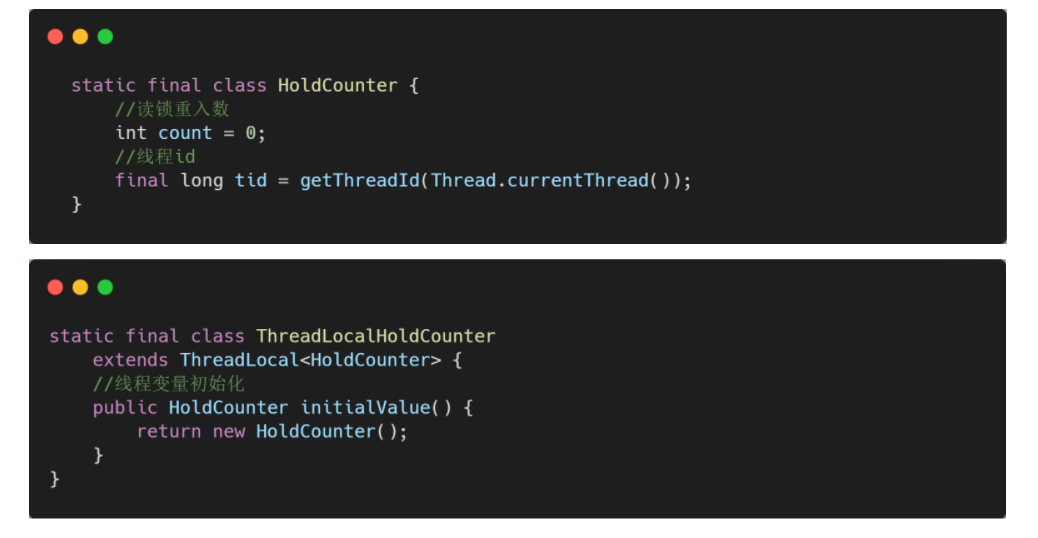 static final class HoldCounter {
    //读锁重入数
    int count = 0;
    //线程id
    final long tid = getThreadId(Thread.currentThread());
}
static final class ThreadLocalHoldCounter
    extends ThreadLocal<HoldCounter> {
    //线程变量初始化
    public HoldCounter initialValue() {
        return new HoldCounter();
    }
}